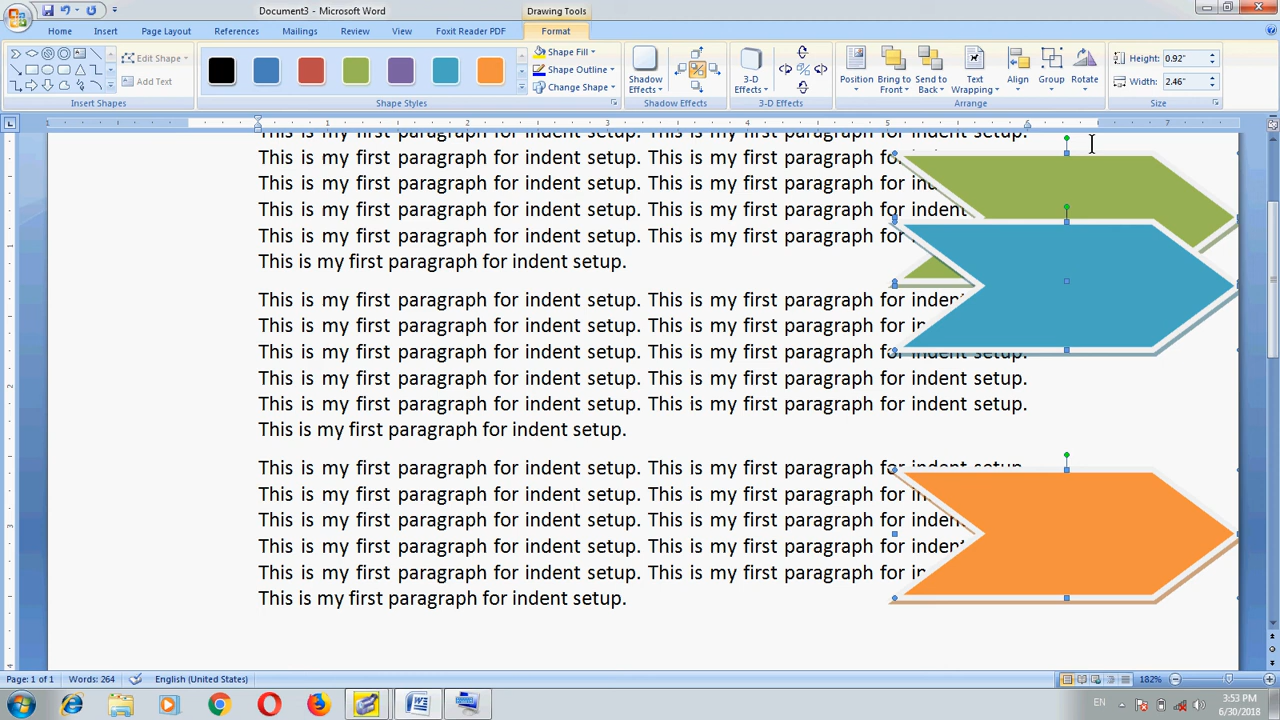 Document3 - Microsoft Word
Drawing Tools
Home Insert Page Layout References Mailings Review View Foxit Reader PDF Format
Edit Shape
Add Text
Insert Shapes
Shape Styles
Shape Fill
Shape Outline
Change Shape
Shadow Effects
Shadow Effects
3-D Effects
3-D Effects
Position
Bring to Front
Send to Back
Text Wrapping
Align
Group
Rotate
Arrange
Height: 0.92"
Width: 2.46"
Size
1 1 2 3 4 5 6 7
This is my first paragraph for indent setup. This is my first paragraph for indent setup.
This is my first paragraph for indent setup. This is my first paragraph
This is my first paragraph for indent setup. This is my first paragraph for
This is my first paragraph for indent setup. This is my first paragraph for indent
This is my first paragraph for indent setup. This is my first paragraph
This is my first paragraph for indent setup.
This is my first paragraph for indent setup. This is my first paragraph for indent
This is my first paragraph for indent setup. This is my first paragraph for
This is my first paragraph for indent setup. This is my first paragraph for indent setup.
This is my first paragraph for indent setup. This is my first paragraph for indent setup.
This is my first paragraph for indent setup. This is my first paragraph for indent setup.
This is my first paragraph for indent setup.
This is my first paragraph for indent setup. This is my first paragraph for indent setup.
This is my first paragraph for indent setup. This is my first paragraph for
This is my first paragraph for indent setup. This is my first paragraph for indent
This is my first paragraph for indent setup. This is my first paragraph for indent
This is my first paragraph for indent setup. This is my first paragraph for
This is my first paragraph for indent setup.
Page: 1 of 1 Words: 264 English (United States) 182%
EN 3:53 PM
6/30/2018